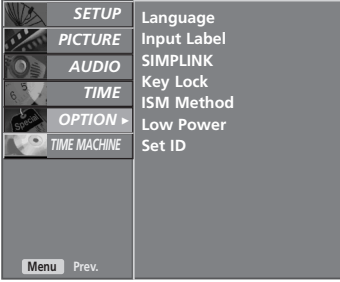 SETUP
PICTURE
AUDIO
TIME
OPTION ▸
TIME MACHINE
Menu Prev.
Language
Input Label
SIMPLINK
Key Lock
ISM Method
Low Power
Set ID